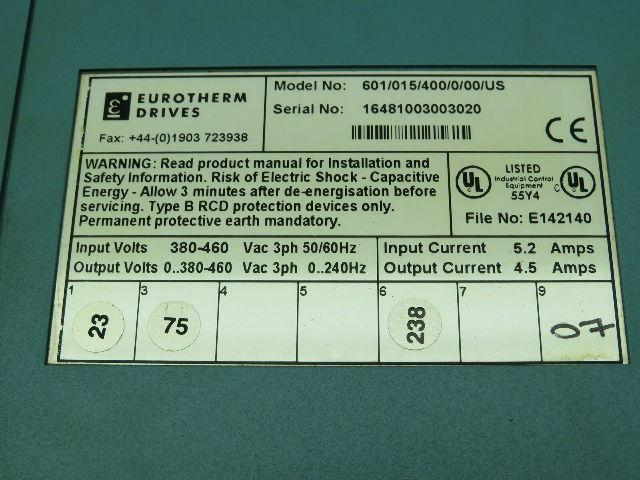 EUROTHERM
DRIVES
Fax: +44-(0)1903 723938
Model No: 601/015/400/0/00/US
Serial No: 16481003003020
CE
WARNING: Read product manual for Installation and
Safety Information. Risk of Electric Shock - Capacitive
Energy - Allow 3 minutes after de-energisation before
servicing. Type B RCD protection devices only.
Permanent protective earth mandatory.
UL
LISTED
Industrial Control
Equipment
55Y4
c UL
File No: E142140
Input Volts 380-460 Vac 3ph 50/60Hz
Output Volts 0..380-460 Vac 3ph 0..240Hz
Input Current 5.2 Amps
Output Current 4.5 Amps
1 3 4 5 6 7 9
23 75 238 07